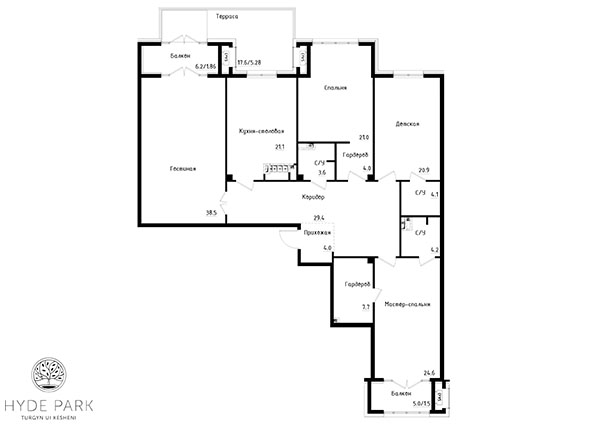 Терраса
Балкон
6.2/1.86
17.6/5.28
Спальня
Кухня-столовая
21.1
21.0
Детская
Гостиная
С/У
3.6
Гардероб
4.0
20.9
С/У
4.1
Коридор
38.5
29.4
Прихожая
4.0
С/У
4.2
Гардероб
7.7
Мастер-спальня
24.6
Балкон
5.0/1.5
HYDE PARK
TURGYN UI KESHENI